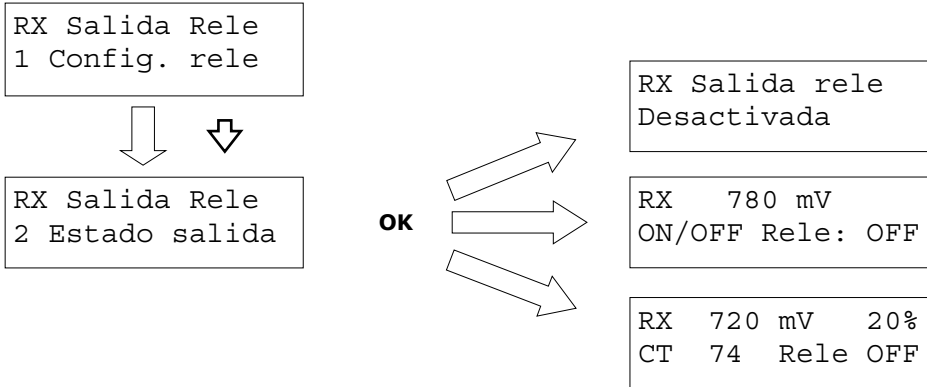 RX Salida Rele
1 Config. rele
RX Salida Rele
2 Estado salida
OK
RX Salida rele
Desactivada
RX 780 mV
ON/OFF Rele: OFF
RX 720 mV 20%
CT 74 Rele OFF